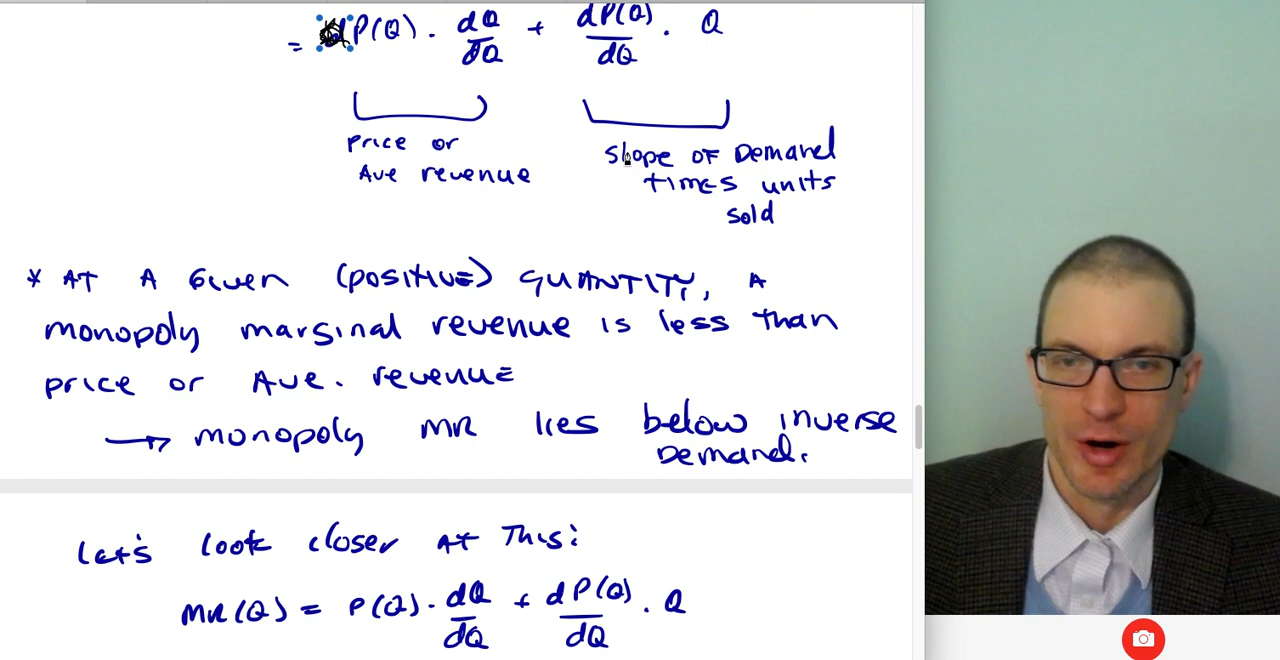 = P(Q) · dQ/dQ + dP(Q)/dQ · Q
Price or
Ave revenue
Slope of Demand
times units
sold
* AT A Given (positive) QUANTITY, A
monopoly marginal revenue is less than
price or Ave. revenue
→ monopoly MR lies below inverse
Demand.
Let's look closer AT This:
MR(Q) = P(Q) · dQ/dQ + dP(Q)/dQ · Q